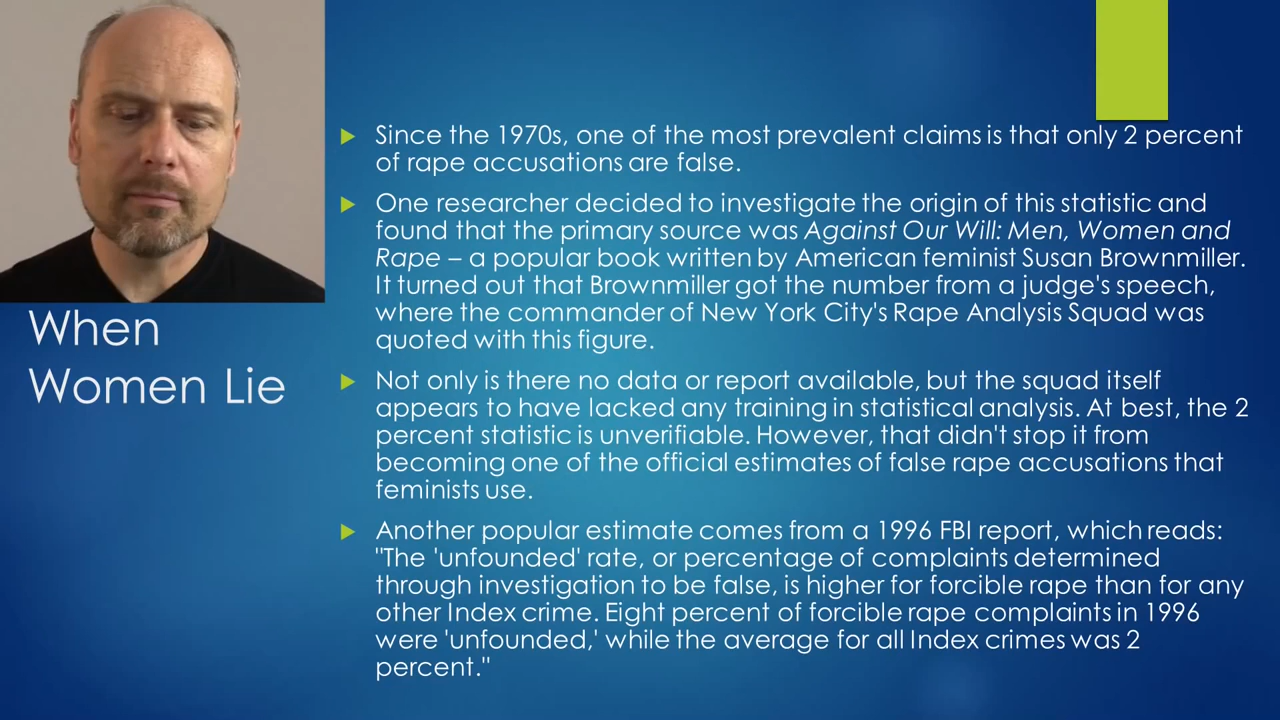 Since the 1970s, one of the most prevalent claims is that only 2 percent
of rape accusations are false.
One researcher decided to investigate the origin of this statistic and
found that the primary source was Against Our Will: Men, Women and
Rape – a popular book written by American feminist Susan Brownmiller.
It turned out that Brownmiller got the number from a judge's speech,
where the commander of New York City's Rape Analysis Squad was
quoted with this figure.
Not only is there no data or report available, but the squad itself
appears to have lacked any training in statistical analysis. At best, the 2
percent statistic is unverifiable. However, that didn't stop it from
becoming one of the official estimates of false rape accusations that
feminists use.
Another popular estimate comes from a 1996 FBI report, which reads:
"The 'unfounded' rate, or percentage of complaints determined
through investigation to be false, is higher for forcible rape than for any
other Index crime. Eight percent of forcible rape complaints in 1996
were 'unfounded,' while the average for all Index crimes was 2
percent."
When
Women Lie